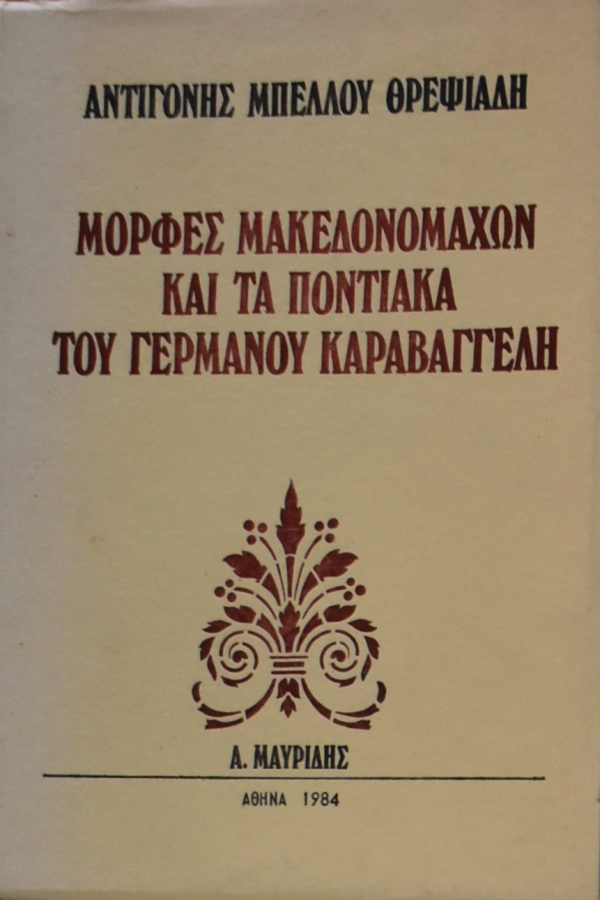 ΑΝΤΙΓΟΝΗΣ ΜΠΕΛΛΟΥ ΘΡΕΨΙΑΔΗ
ΜΟΡΦΕΣ ΜΑΚΕΔΟΝΟΜΑΧΩΝ
ΚΑΙ ΤΑ ΠΟΝΤΙΑΚΑ
ΤΟΥ ΓΕΡΜΑΝΟΥ ΚΑΡΑΒΑΓΓΕΛΗ
Α. ΜΑΥΡΙΔΗΣ
ΑΘΗΝΑ 1984